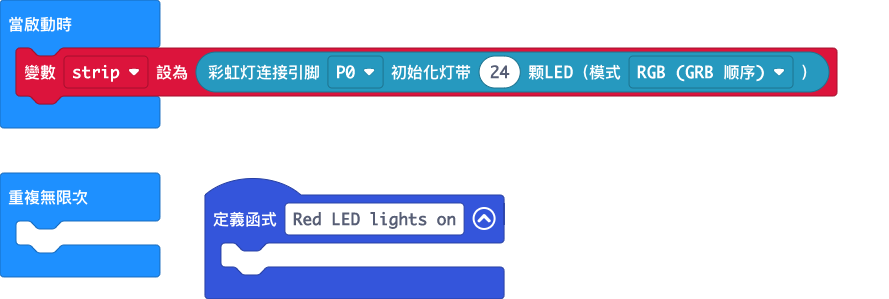 當啟動時
變數 strip 設為 彩虹灯连接引脚 P0 初始化灯带 24 颗LED (模式 RGB (GRB 顺序) )
重複無限次
定義函式 Red LED lights on